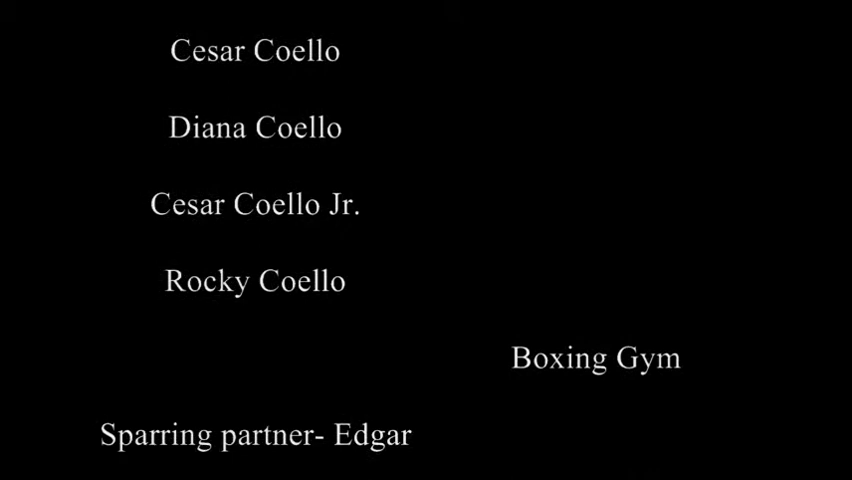 Cesar Coello
Diana Coello
Cesar Coello Jr.
Rocky Coello
Boxing Gym
Sparring partner- Edgar